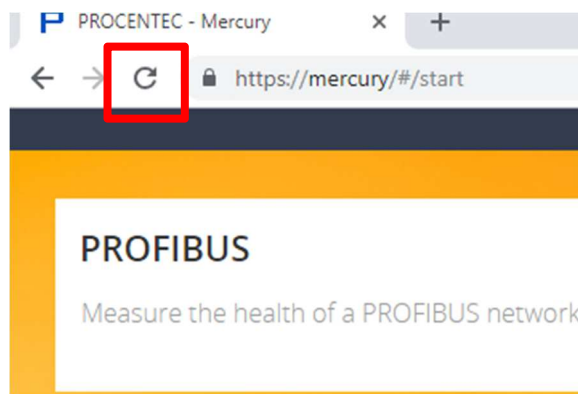 PROCENTEC - Mercury
https://mercury/#/start
PROFIBUS
Measure the health of a PROFIBUS network